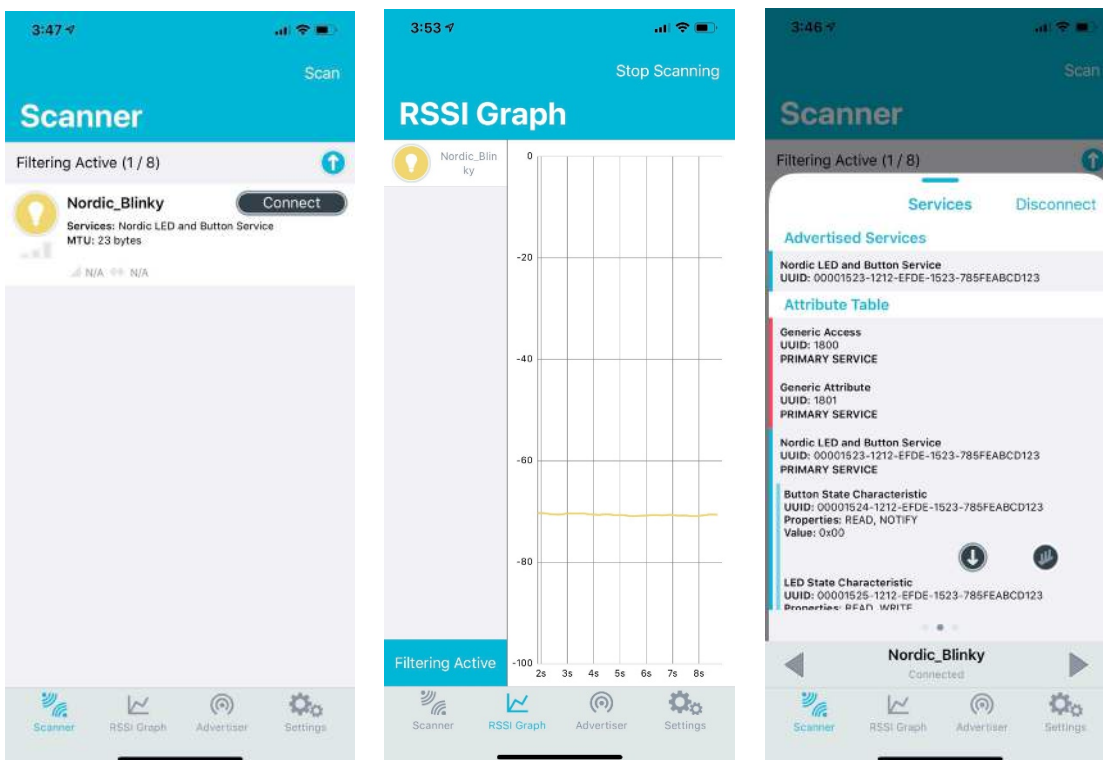 3:47
Scan
Scanner
Filtering Active (1 / 8)
Nordic_Blinky
Connect
Services: Nordic LED and Button Service
MTU: 23 bytes
N/A N/A
Scanner RSSI Graph Advertiser Settings
3:53
Stop Scanning
RSSI Graph
Nordic_Blin
ky
0
-20
-40
-60
-80
-100
2s 3s 4s 5s 6s 7s 8s
Filtering Active
Scanner RSSI Graph Advertiser Settings
3:46
Scan
Scanner
Filtering Active (1 / 8)
Services Disconnect
Advertised Services
Nordic LED and Button Service
UUID: 00001523-1212-EFDE-1523-785FEABCD123
Attribute Table
Generic Access
UUID: 1800
PRIMARY SERVICE
Generic Attribute
UUID: 1801
PRIMARY SERVICE
Nordic LED and Button Service
UUID: 00001523-1212-EFDE-1523-785FEABCD123
PRIMARY SERVICE
Button State Characteristic
UUID: 00001524-1212-EFDE-1523-785FEABCD123
Properties: READ, NOTIFY
Value: 0x00
LED State Characteristic
UUID: 00001525-1212-EFDE-1523-785FEABCD123
Properties: READ, WRITE
Nordic_Blinky
Connected
Scanner RSSI Graph Advertiser Settings